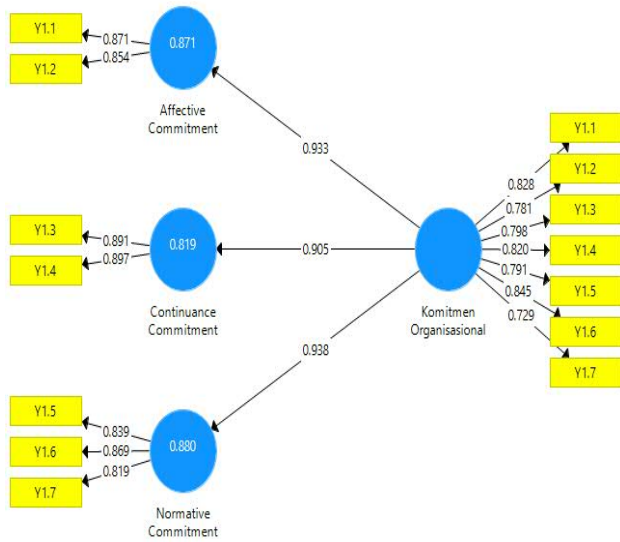 Y1.1
0.871
0.871
Y1.2
0.854
Affective
Commitment
0.933
Y1.3
0.891
0.819
Y1.4
0.897
Continuance
Commitment
0.905
Y1.5
0.839
Y1.6
0.869
0.880
Y1.7
0.819
Normative
Commitment
0.938
Komitmen
Organisasional
0.828
Y1.1
0.781
Y1.2
0.798
Y1.3
0.820
Y1.4
0.791
Y1.5
0.845
Y1.6
0.729
Y1.7